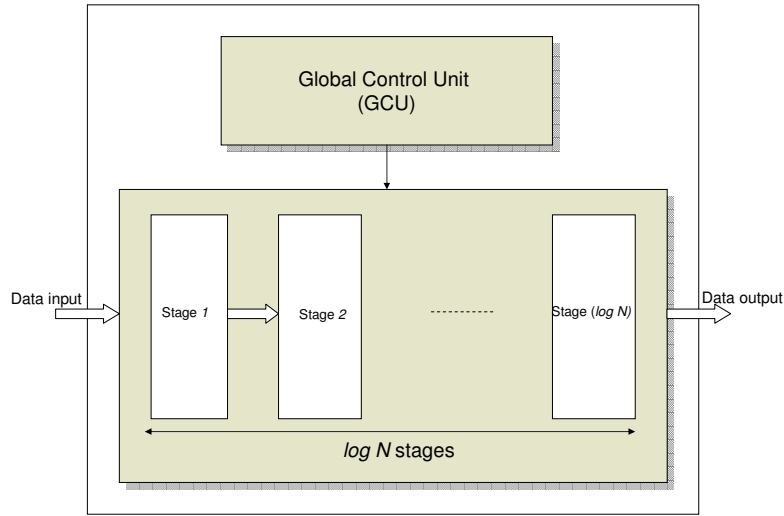 Global Control Unit
(GCU)
Data input
Stage 1
Stage 2
Stage (log N)
Data output
log N stages